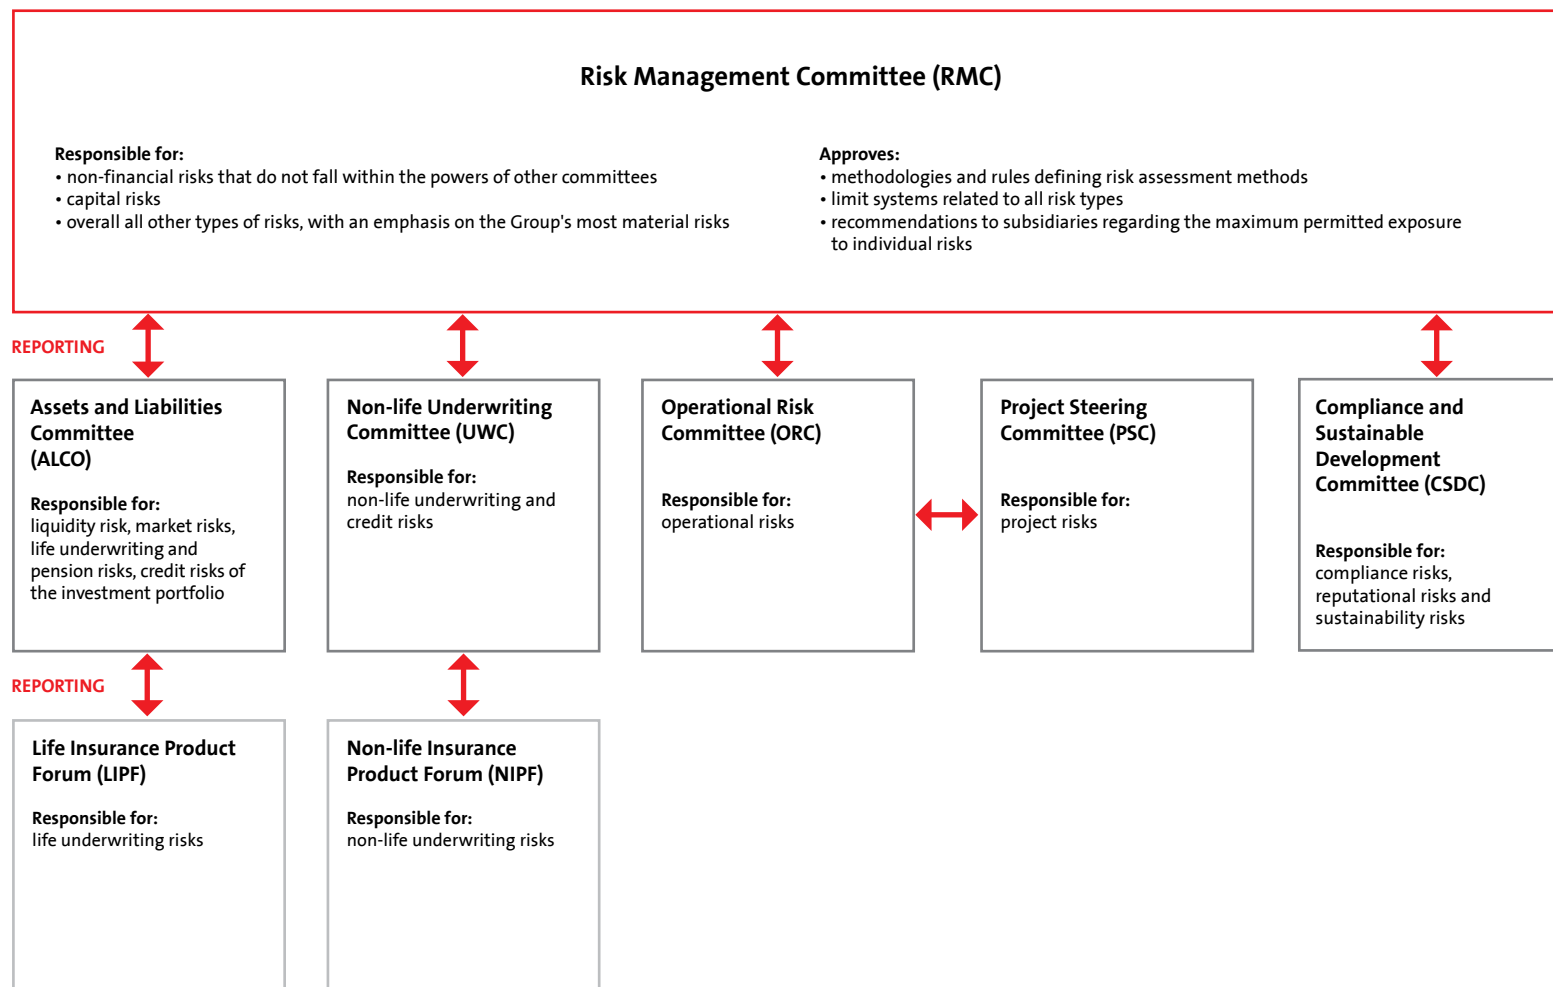 Risk Management Committee (RMC)
Responsible for:
• non-financial risks that do not fall within the powers of other committees
• capital risks
• overall all other types of risks, with an emphasis on the Group's most material risks
Approves:
• methodologies and rules defining risk assessment methods
• limit systems related to all risk types
• recommendations to subsidiaries regarding the maximum permitted exposure
to individual risks
REPORTING
Assets and Liabilities
Committee
(ALCO)
Responsible for:
liquidity risk, market risks,
life underwriting and
pension risks, credit risks of
the investment portfolio
Non-life Underwriting
Committee (UWC)
Responsible for:
non-life underwriting and
credit risks
Operational Risk
Committee (ORC)
Responsible for:
operational risks
Project Steering
Committee (PSC)
Responsible for:
project risks
Compliance and
Sustainable
Development
Committee (CSDC)
Responsible for:
compliance risks,
reputational risks and
sustainability risks
REPORTING
Life Insurance Product
Forum (LIPF)
Responsible for:
life underwriting risks
Non-life Insurance
Product Forum (NIPF)
Responsible for:
non-life underwriting risks